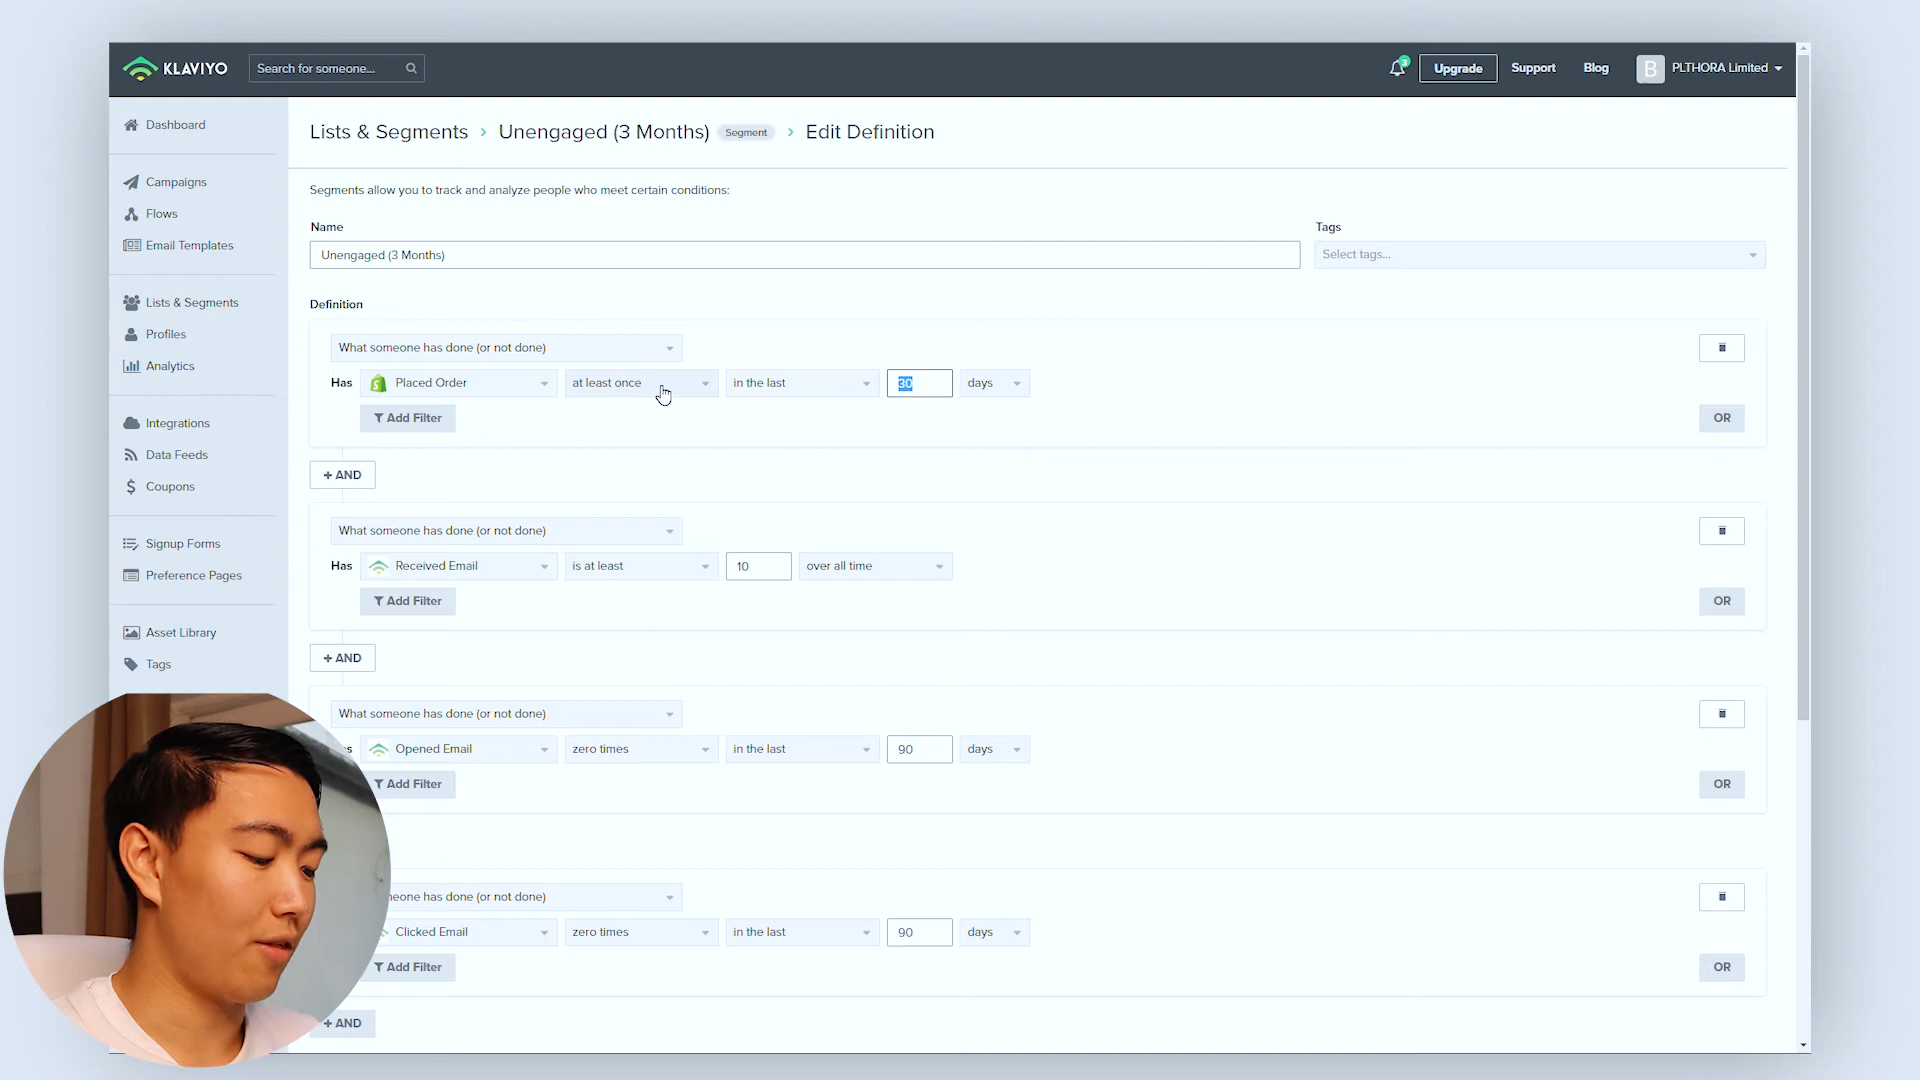 KLAVIYO
Search for someone...
3
Upgrade
Support
Blog
B
PLTHORA Limited
Dashboard
Campaigns
Flows
Email Templates
Lists & Segments
Profiles
Analytics
Integrations
Data Feeds
Coupons
Signup Forms
Preference Pages
Asset Library
Tags
Lists & Segments > Unengaged (3 Months) Segment > Edit Definition
Segments allow you to track and analyze people who meet certain conditions:
Name
Tags
Unengaged (3 Months)
Select tags...
Definition
What someone has done (or not done)
Has Placed Order at least once in the last 30 days
Add Filter
OR
+ AND
What someone has done (or not done)
Has Received Email is at least 10 over all time
Add Filter
OR
+ AND
What someone has done (or not done)
s Opened Email zero times in the last 90 days
Add Filter
OR
eone has done (or not done)
Clicked Email zero times in the last 90 days
Add Filter
OR
+ AND